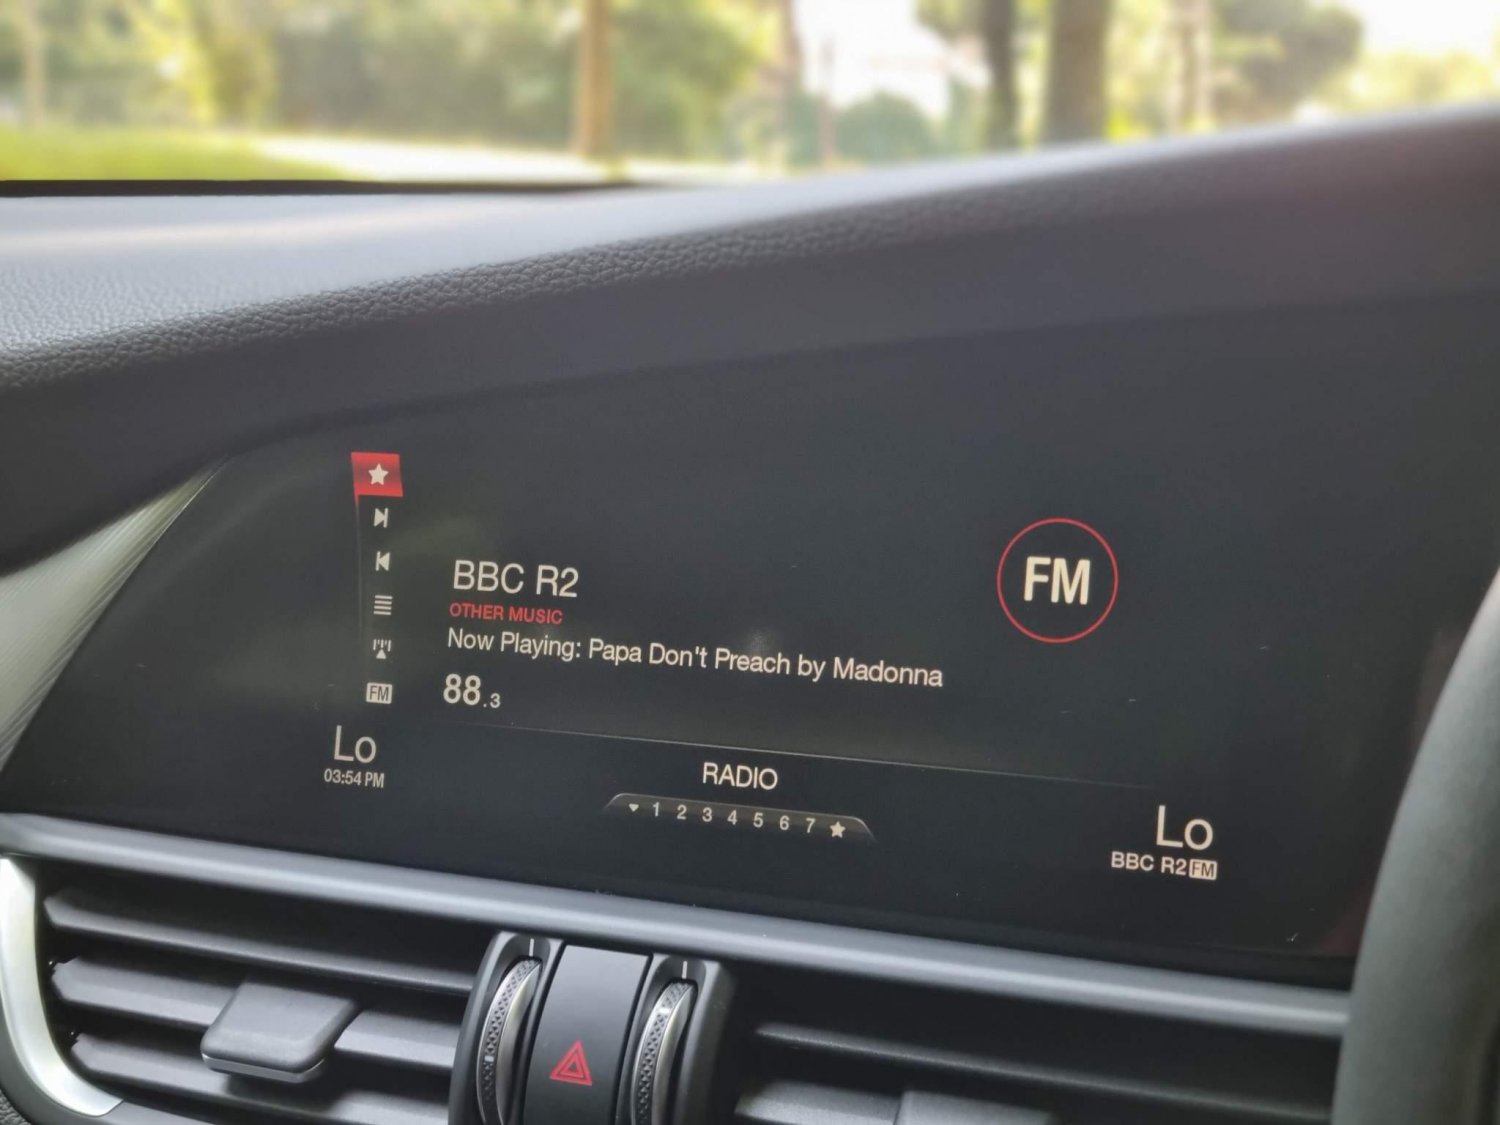 BBC R2
OTHER MUSIC
Now Playing: Papa Don't Preach by Madonna
88.3
FM
FM
Lo
03:54 PM
RADIO
1 2 3 4 5 6 7
Lo
BBC R2 FM